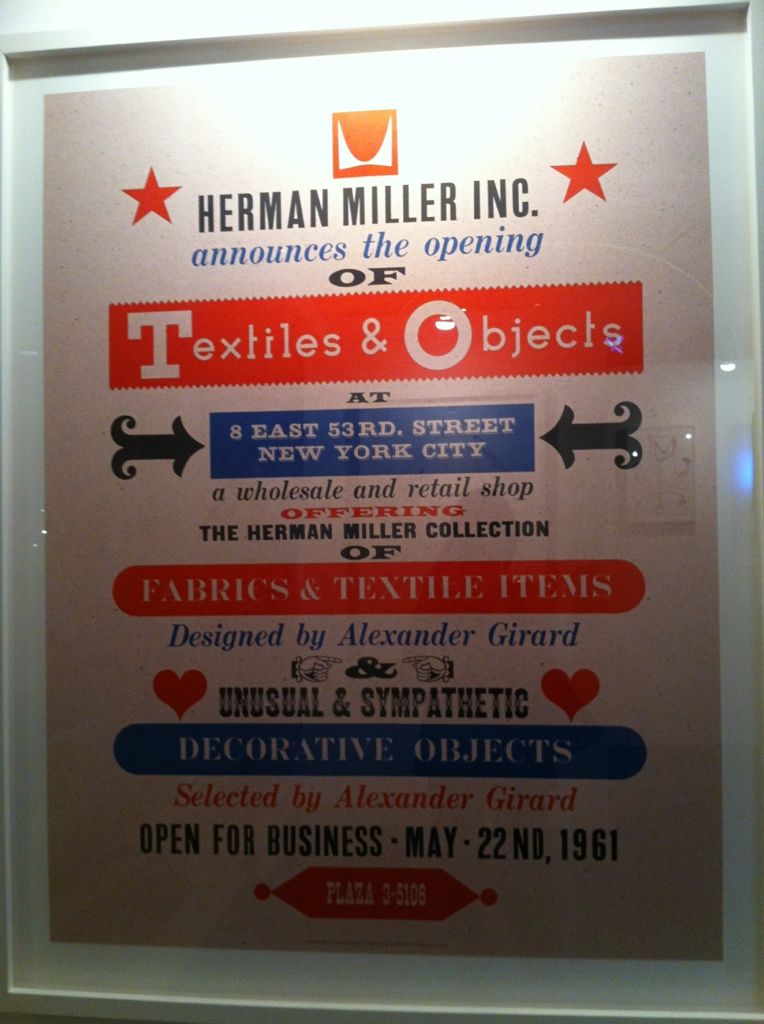 HERMAN MILLER INC.
announces the opening
OF
Textiles & Objects
AT
8 EAST 53RD. STREET
NEW YORK CITY
a wholesale and retail shop
OFFERING
THE HERMAN MILLER COLLECTION
OF
FABRICS & TEXTILE ITEMS
Designed by Alexander Girard
&
UNUSUAL & SYMPATHETIC
DECORATIVE OBJECTS
Selected by Alexander Girard
OPEN FOR BUSINESS · MAY · 22ND, 1961
PLAZA 3-5106